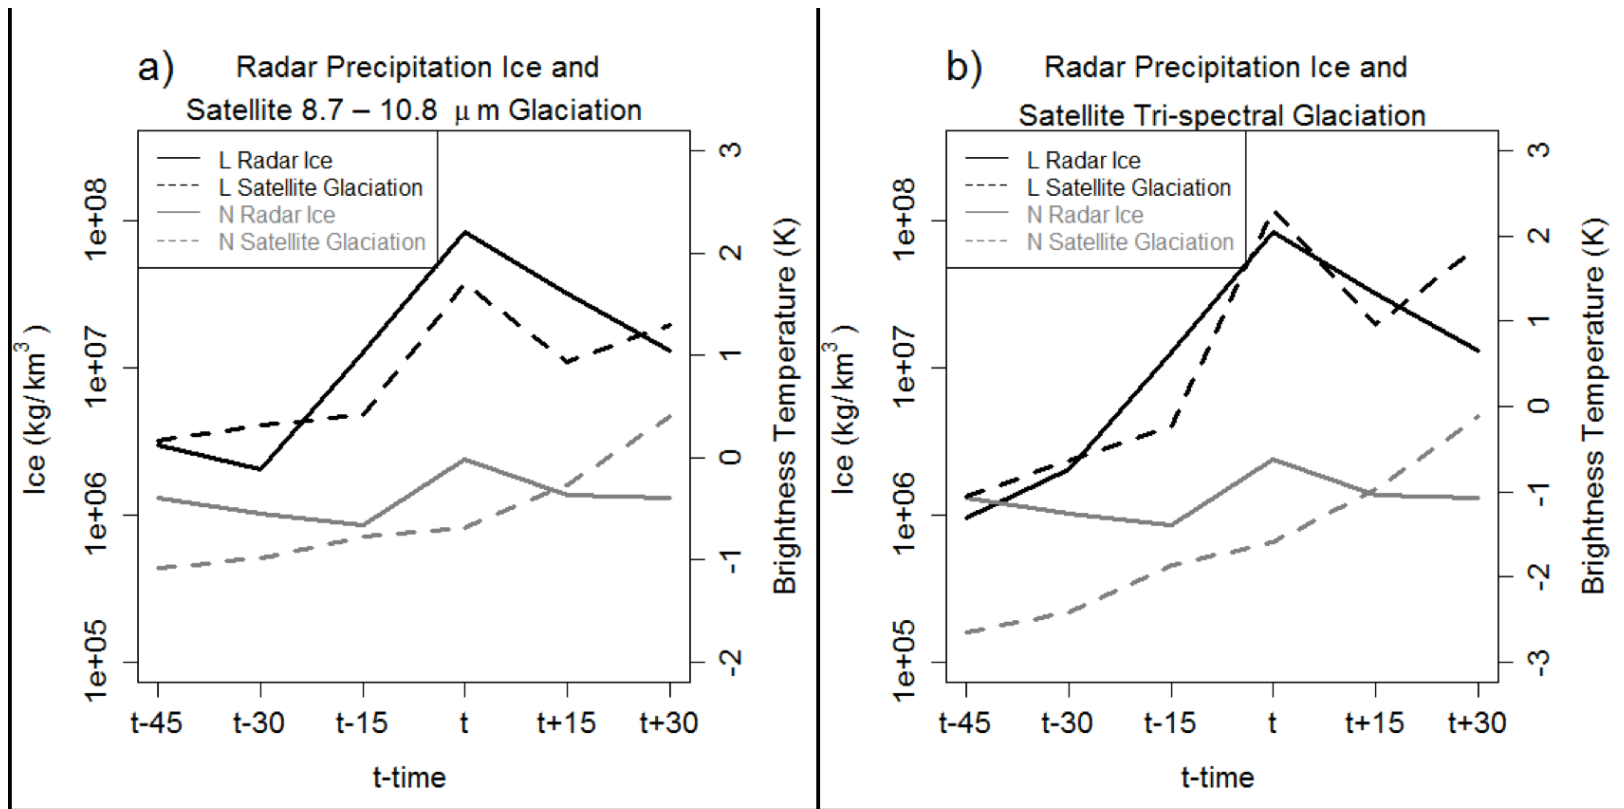 a) Radar Precipitation Ice and
Satellite 8.7 – 10.8 μm Glaciation
L Radar Ice
L Satellite Glaciation
N Radar Ice
N Satellite Glaciation
Ice (kg/km³)
1e+08
1e+07
1e+06
1e+05
3
2
1
0
-1
-2
Brightness Temperature (K)
t-45 t-30 t-15 t t+15 t+30
t-time
b) Radar Precipitation Ice and
Satellite Tri-spectral Glaciation
L Radar Ice
L Satellite Glaciation
N Radar Ice
N Satellite Glaciation
Ice (kg/km³)
1e+08
1e+07
1e+06
1e+05
3
2
1
0
-1
-2
-3
Brightness Temperature (K)
t-45 t-30 t-15 t t+15 t+30
t-time